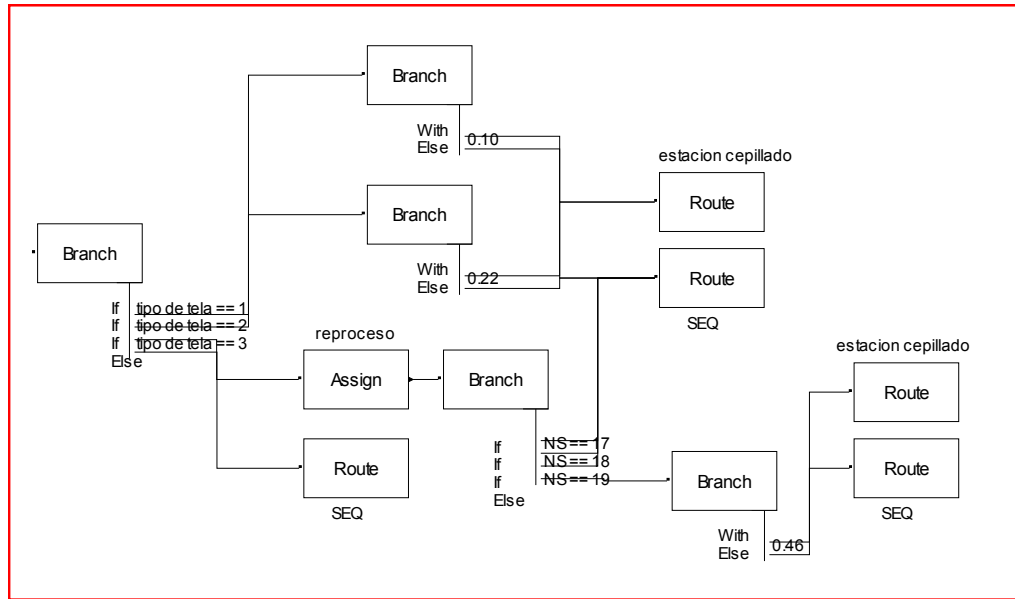 Branch
With
Else
0.10
estacion cepillado
Route
Branch
With
Else
0.22
Route
SEQ
Branch
If tipo de tela == 1
If tipo de tela == 2
If tipo de tela == 3
Else
reproceso
Assign
Branch
If NS == 17
If NS == 18
If NS == 19
Else
Route
SEQ
estacion cepillado
Route
Branch
With
Else
0.46
Route
SEQ